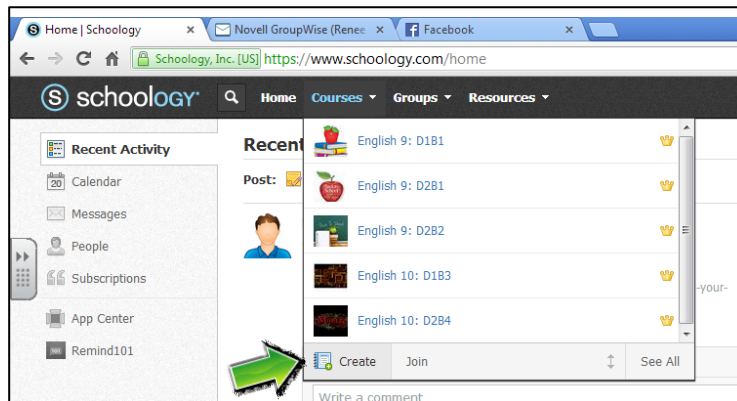 Home | Schoology
Novell GroupWise (Renee
Facebook
Schoology, Inc. [US] https://www.schoology.com/home
S schoology
Home Courses Groups Resources
Recent Activity
Calendar
20
Messages
People
Subscriptions
App Center
Remind101
Recent
Post:
English 9: D1B1
English 9: D2B1
English 9: D2B2
English 10: D1B3
English 10: D2B4
-your-
Create Join See All
Write a comment